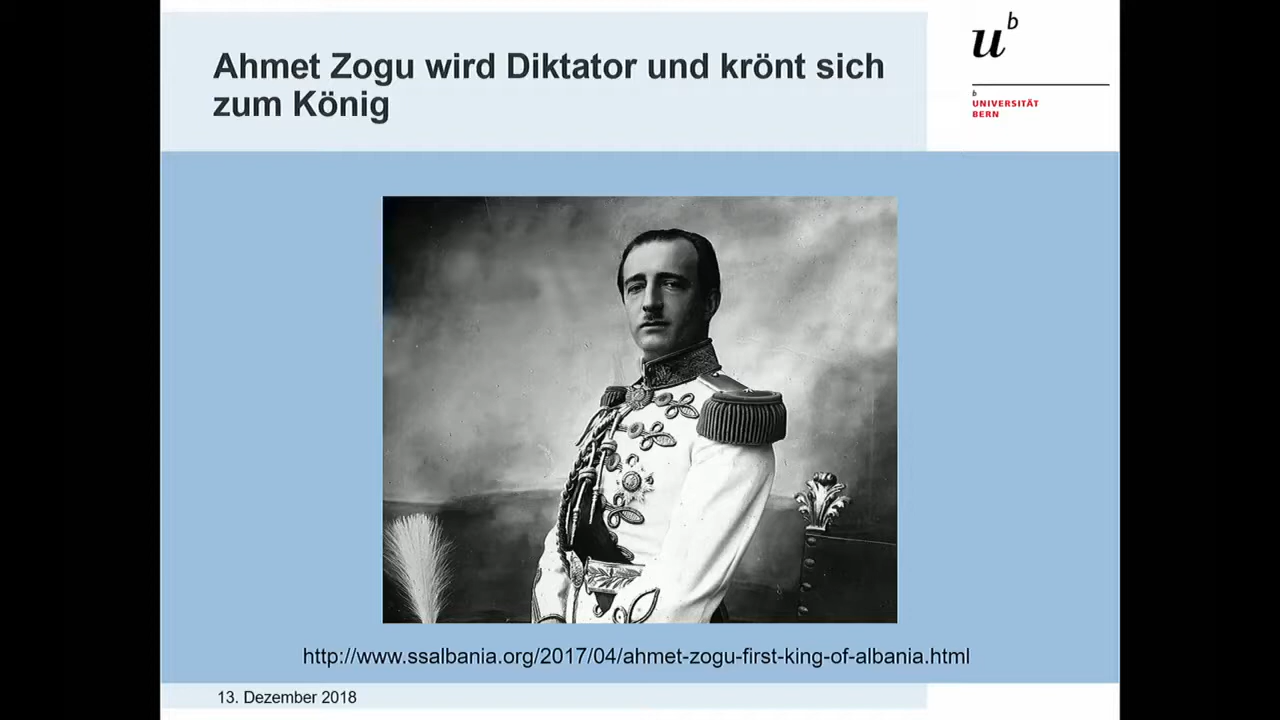 Ahmet Zogu wird Diktator und krönt sich
zum König
u b
b
UNIVERSITÄT
BERN
http://www.ssalbania.org/2017/04/ahmet-zogu-first-king-of-albania.html
13. Dezember 2018